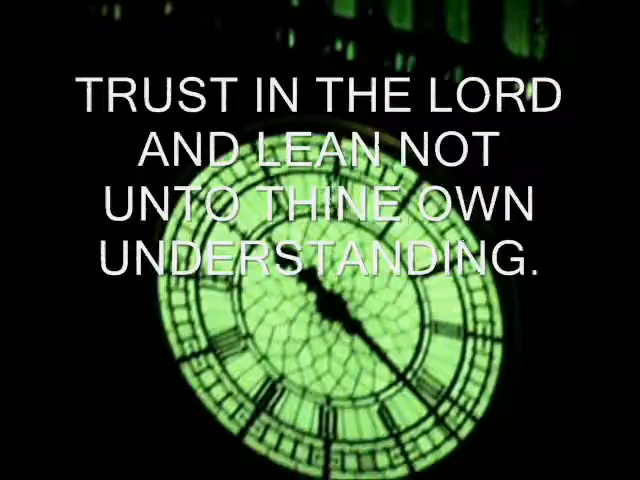 TRUST IN THE LORD
AND LEAN NOT
UNTO THINE OWN
UNDERSTANDING.